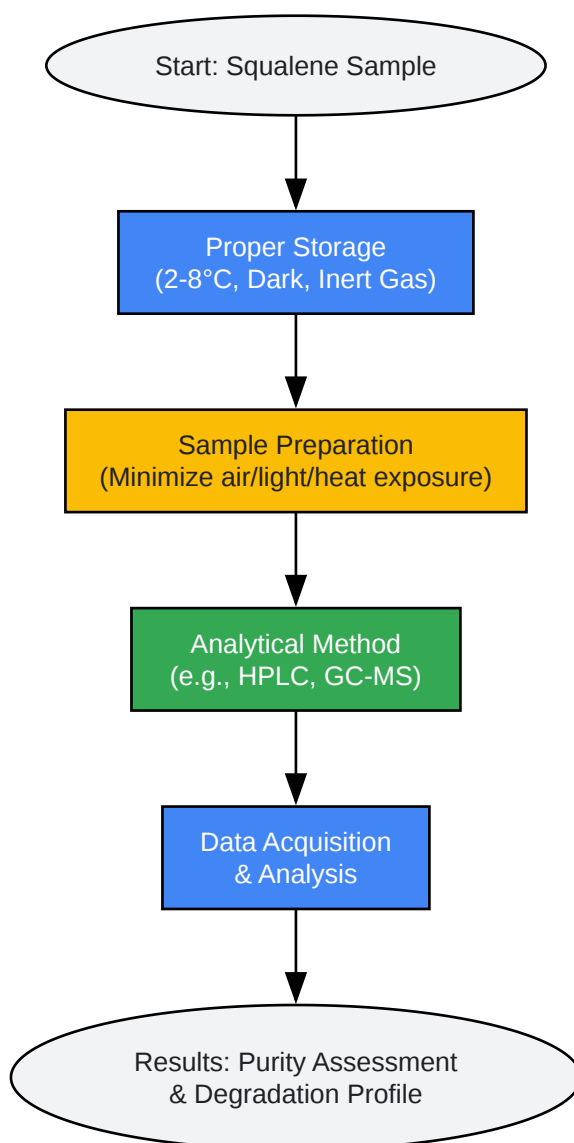 Start: Squalene Sample
Proper Storage
(2-8°C, Dark, Inert Gas)
Sample Preparation
(Minimize air/light/heat exposure)
Analytical Method
(e.g., HPLC, GC-MS)
Data Acquisition
& Analysis
Results: Purity Assessment
& Degradation Profile